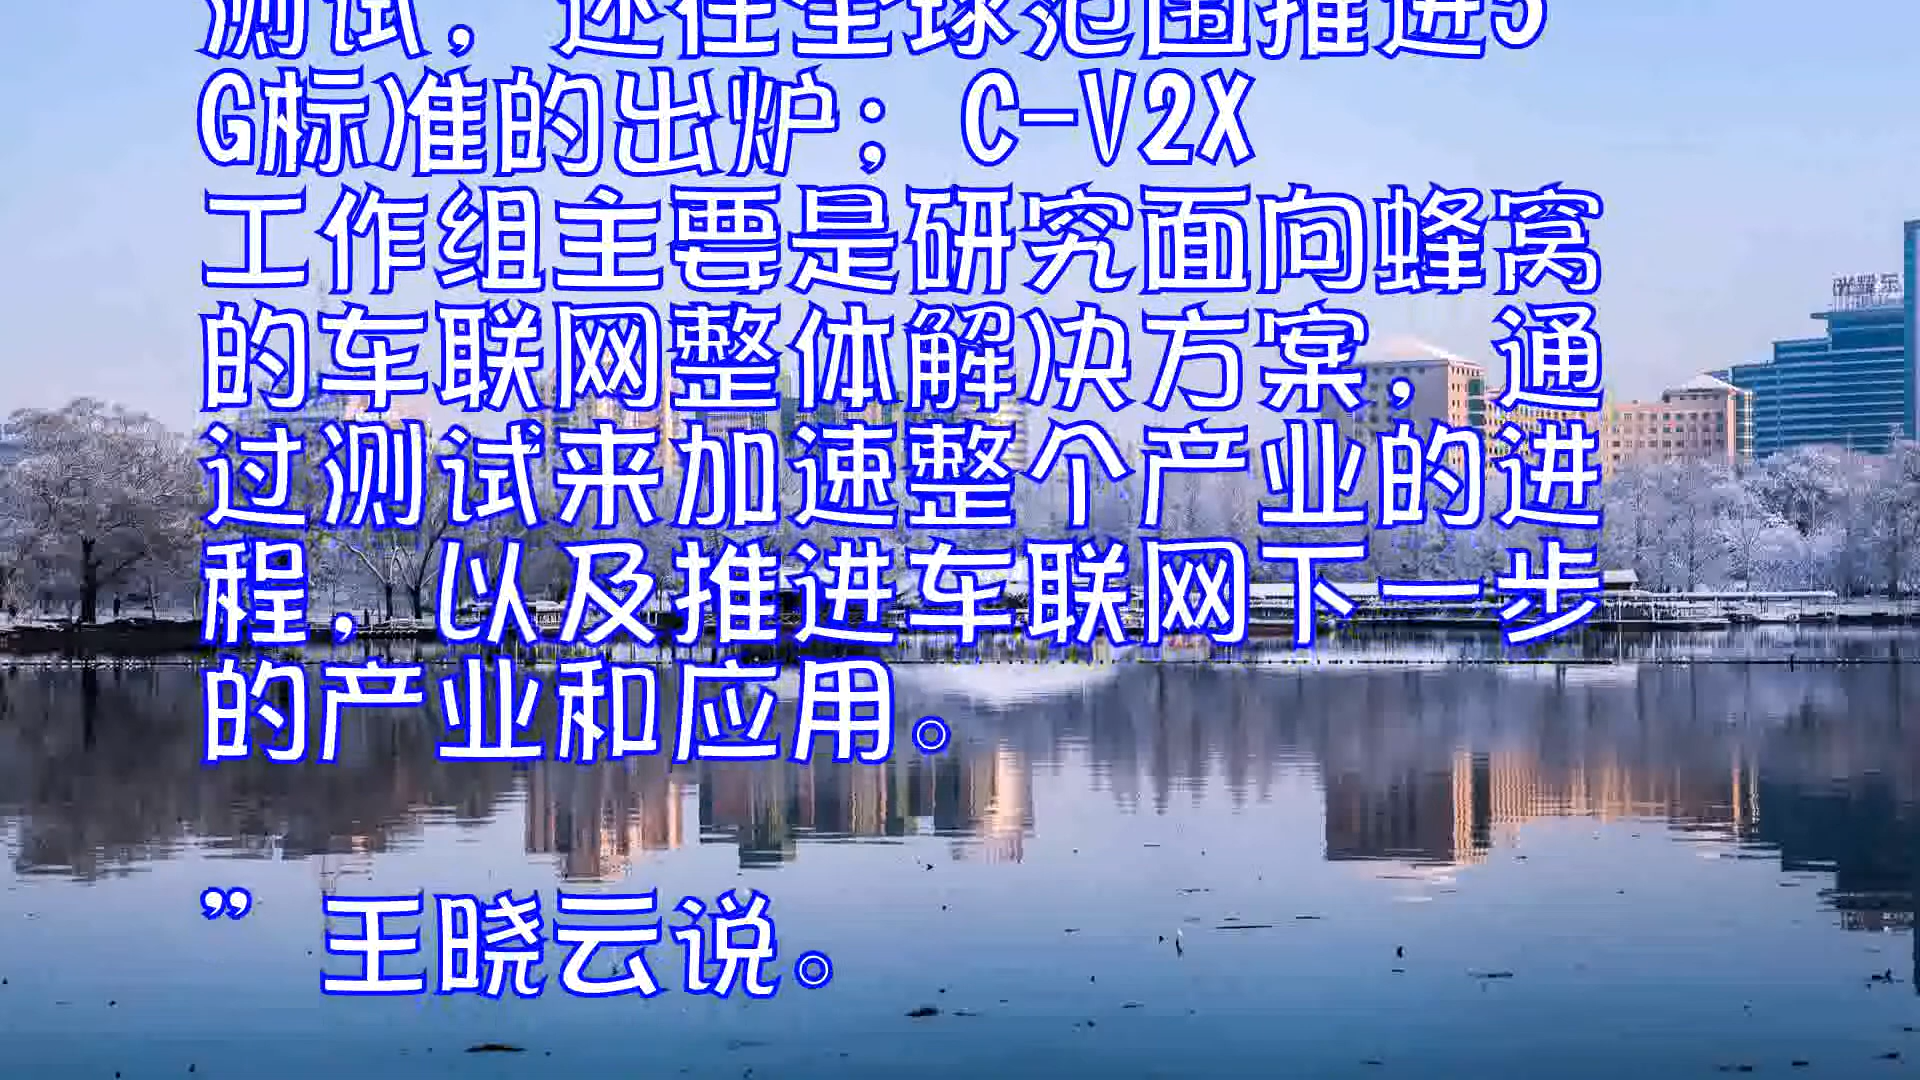 测试，还在全球范围推进5
G标准的出炉；C-V2X
工作组主要是研究面向蜂窝
的车联网整体解决方案，通
过测试来加速整个产业的进
程，以及推进车联网下一步
的产业和应用。
”王晓云说。